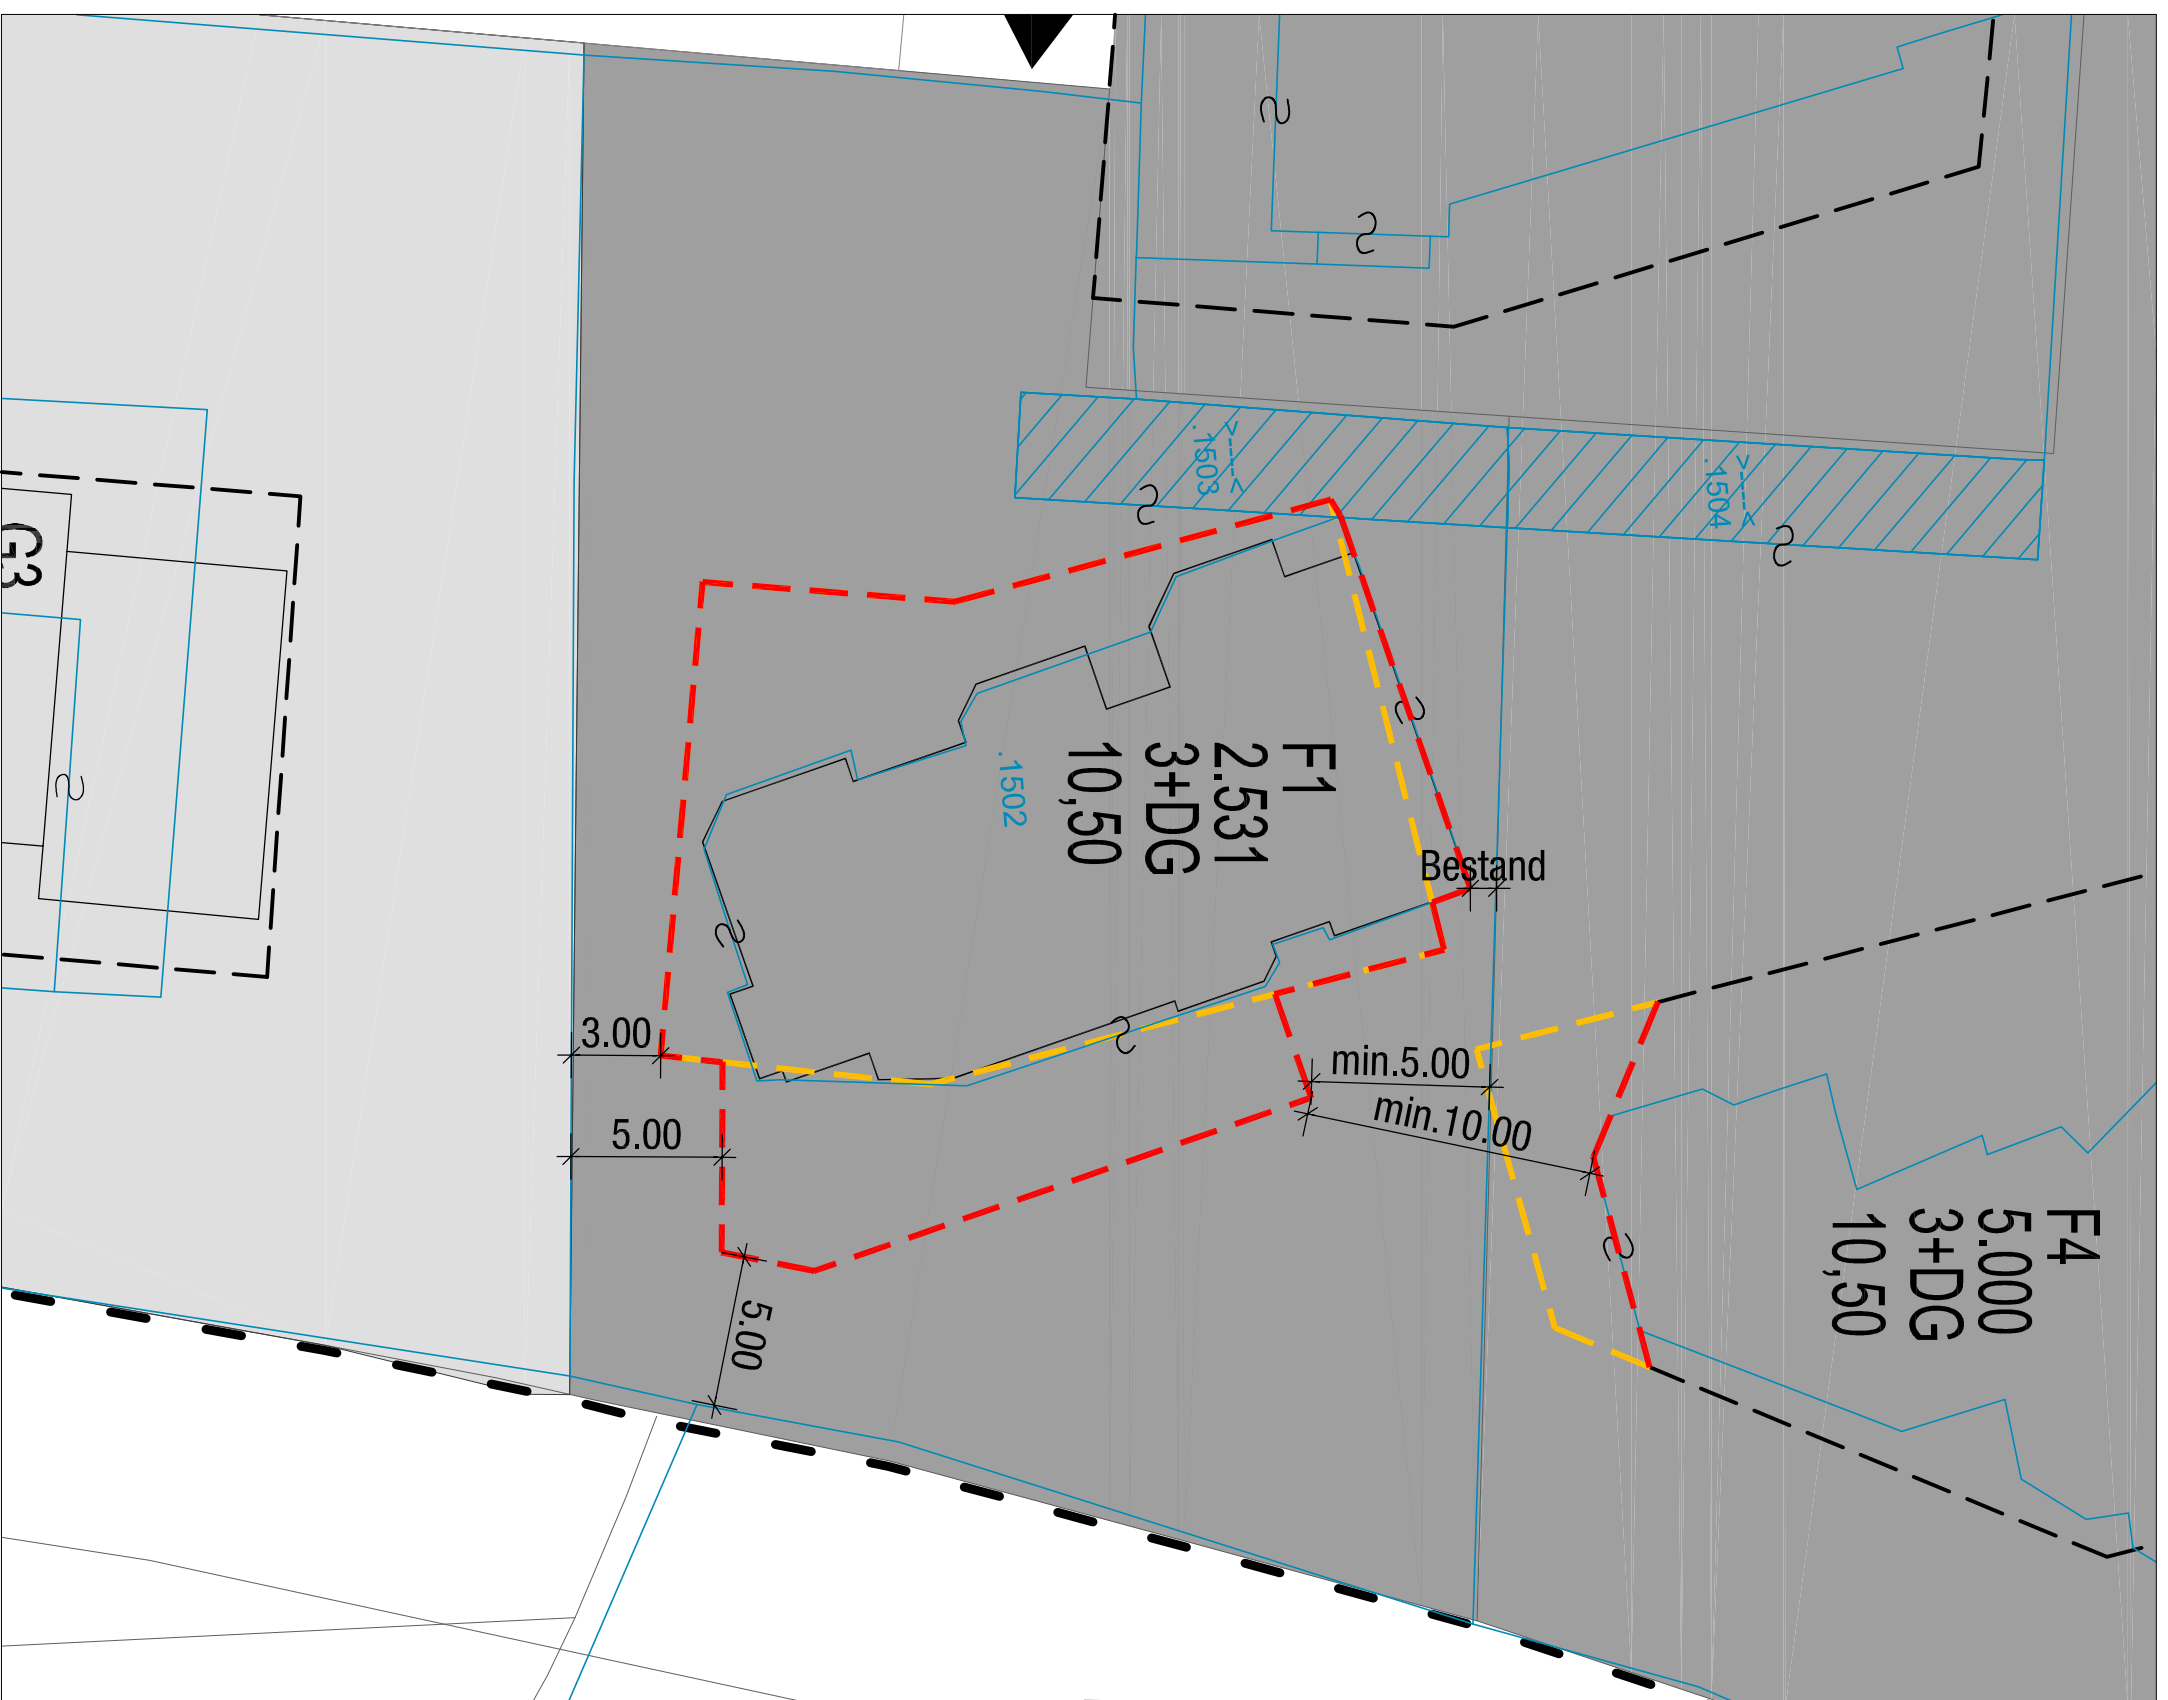 G3
.1503
<---->
.1504
<---->
F1
2.531
3+DG
10,50
.1502
Bestand
3.00
min.5.00
min.10.00
5.00
5.00
F4
5.000
3+DG
10,50